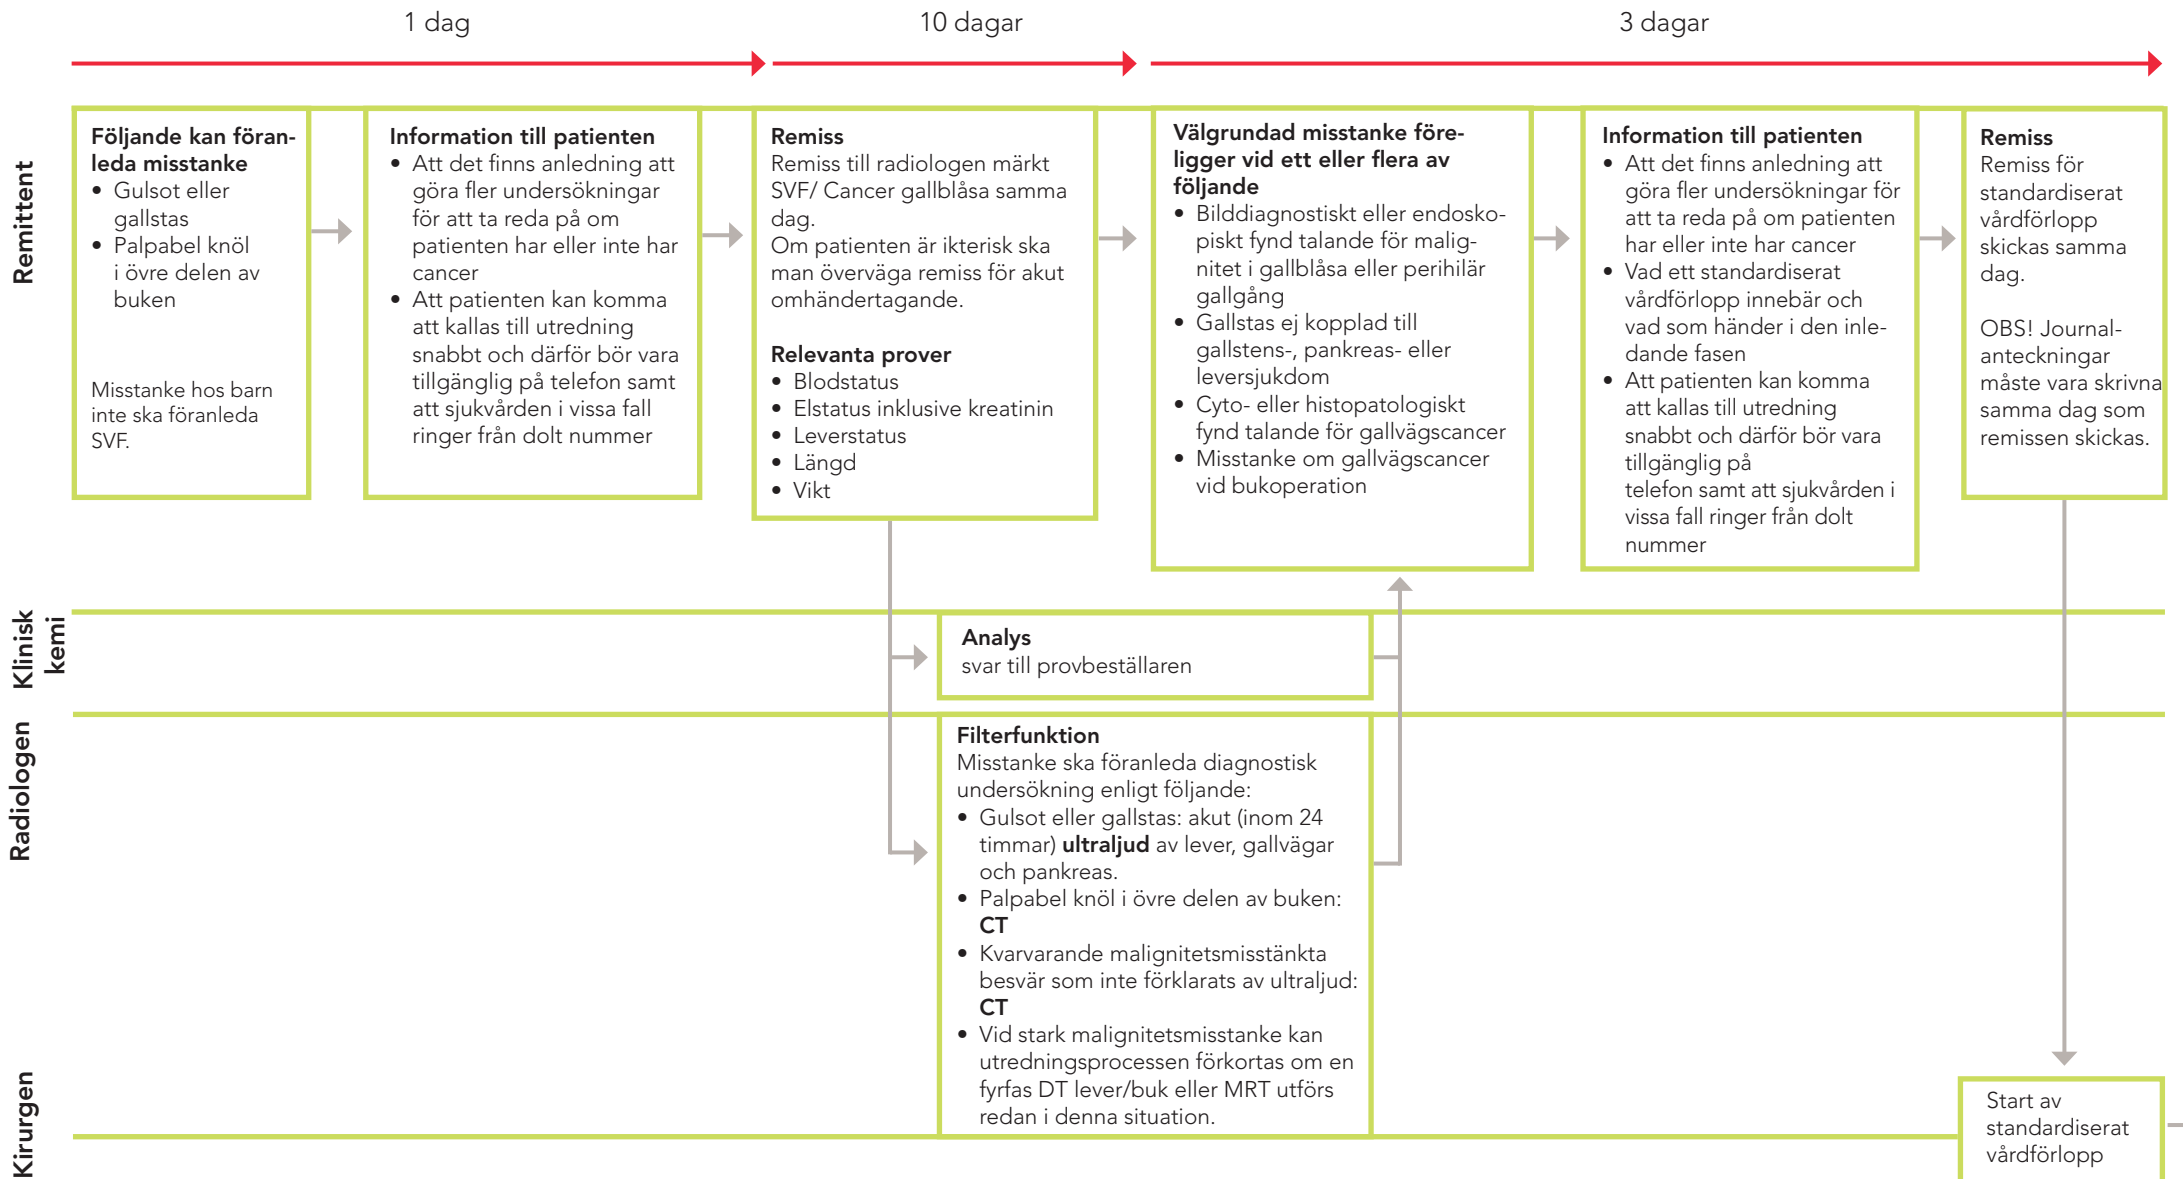 1 dag
10 dagar
3 dagar
Remittent
Följande kan föran-
leda misstanke
• Gulsot eller
gallstas
• Palpabel knöl
i övre delen av
buken
Misstanke hos barn
inte ska föranleda
SVF.
Information till patienten
• Att det finns anledning att
göra fler undersökningar
för att ta reda på om
patienten har eller inte har
cancer
• Att patienten kan komma
att kallas till utredning
snabbt och därför bör vara
tillgänglig på telefon samt
att sjukvården i vissa fall
ringer från dolt nummer
Remiss
Remiss till radiologen märkt
SVF/ Cancer gallblåsa samma
dag.
Om patienten är ikterisk ska
man överväga remiss för akut
omhändertagande.
Relevanta prover
• Blodstatus
• Elstatus inklusive kreatinin
• Leverstatus
• Längd
• Vikt
Välgrundad misstanke före-
ligger vid ett eller flera av
följande
• Bilddiagnostiskt eller endosko-
piskt fynd talande för malig-
nitet i gallblåsa eller perihilär
gallgång
• Gallstas ej kopplad till
gallstens-, pankreas- eller
leversjukdom
• Cyto- eller histopatologiskt
fynd talande för gallvägscancer
• Misstanke om gallvägscancer
vid bukoperation
Information till patienten
• Att det finns anledning att
göra fler undersökningar för
att ta reda på om patienten
har eller inte har cancer
• Vad ett standardiserat
vårdförlopp innebär och
vad som händer i den inle-
dande fasen
• Att patienten kan komma
att kallas till utredning
snabbt och därför bör vara
tillgänglig på
telefon samt att sjukvården i
vissa fall ringer från dolt
nummer
Remiss
Remiss för
standardiserat
vårdförlopp
skickas samma
dag.
OBS! Journal-
anteckningar
måste vara skrivna
samma dag som
remissen skickas.
Klinisk
kemi
Analys
svar till provbeställaren
Radiologen
Filterfunktion
Misstanke ska föranleda diagnostisk
undersökning enligt följande:
• Gulsot eller gallstas: akut (inom 24
timmar) ultraljud av lever, gallvägar
och pankreas.
• Palpabel knöl i övre delen av buken:
CT
• Kvarvarande malignitetsmisstänkta
besvär som inte förklarats av ultraljud:
CT
• Vid stark malignitetsmisstanke kan
utredningsprocessen förkortas om en
fyrfas DT lever/buk eller MRT utförs
redan i denna situation.
Kirurgen
Start av
standardiserat
vårdförlopp